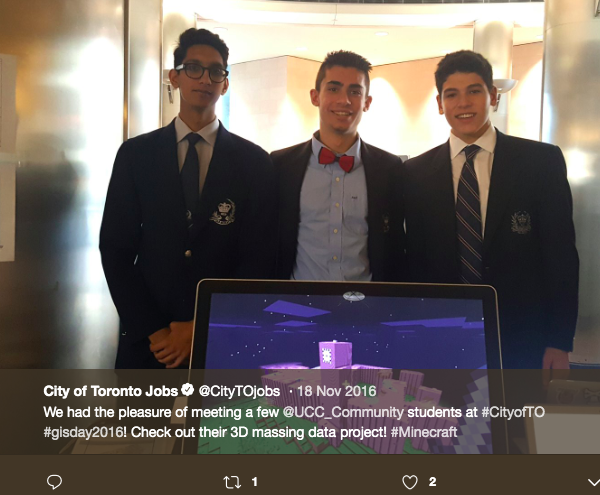 City of Toronto Jobs @CityTOjobs · 18 Nov 2016
We had the pleasure of meeting a few @UCC_Community students at #CityofTO
#gisday2016! Check out their 3D massing data project! #Minecraft
1 2